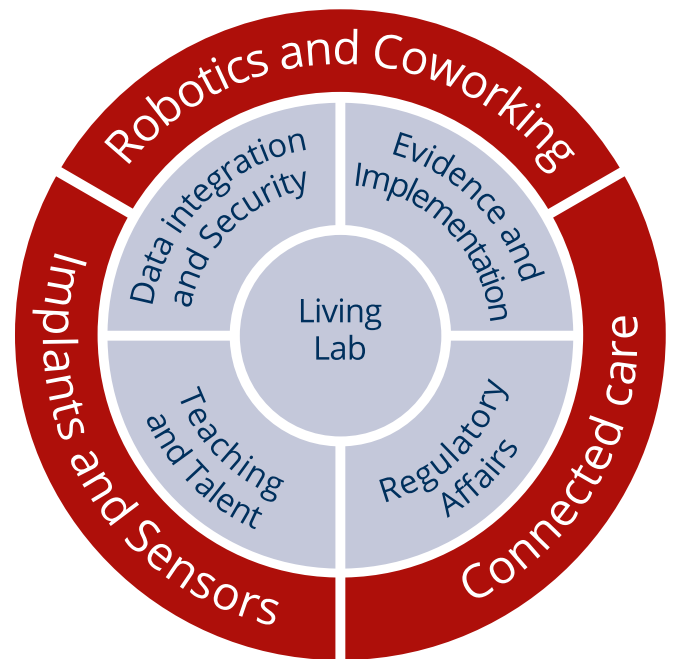 Robotics and Coworking
Data integration
and Security
Evidence and
Implementation
Living
Lab
Implants and Sensors
Connected care
Teaching
and Talent
Regulatory
Affairs